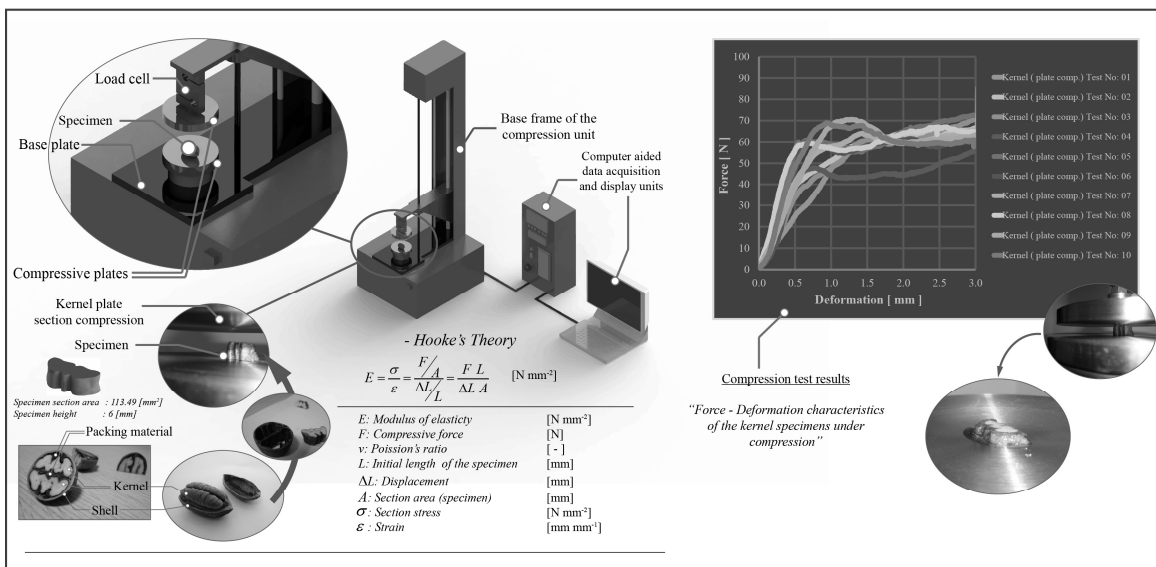 Load cell
Specimen
Base plate
Compressive plates
Kernel plate
section compression
Specimen
Specimen section area : 113.49 [mm²]
Specimen height : 6 [mm]
Packing material
Kernel
Shell
Base frame of the
compression unit
Computer aided
data acquisition
and display units
- Hooke's Theory
E = σ/ε = (F/A)/(ΔL/L) = F L/ΔL A [N mm⁻²]
E: Modulus of elasticty [N mm⁻²]
F: Compressive force [N]
ν: Poission's ratio [ - ]
L: Initial length of the specimen [mm]
ΔL: Displacement [mm]
A: Section area (specimen) [mm]
σ: Section stress [N mm⁻²]
ε : Strain [mm mm⁻¹]
Force [ N ]
100
90
80
70
60
50
40
30
20
10
0
0.0 0.5 1.0 1.5 2.0 2.5 3.0
Deformation [ mm ]
Kernel ( plate comp.) Test No: 01
Kernel ( plate comp.) Test No: 02
Kernel ( plate comp.) Test No: 03
Kernel ( plate comp.) Test No: 04
Kernel ( plate comp.) Test No: 05
Kernel ( plate comp.) Test No: 06
Kernel ( plate comp.) Test No: 07
Kernel ( plate comp.) Test No: 08
Kernel ( plate comp.) Test No: 09
Kernel ( plate comp.) Test No: 10
Compression test results
"Force - Deformation characteristics
of the kernel specimens under
compression"